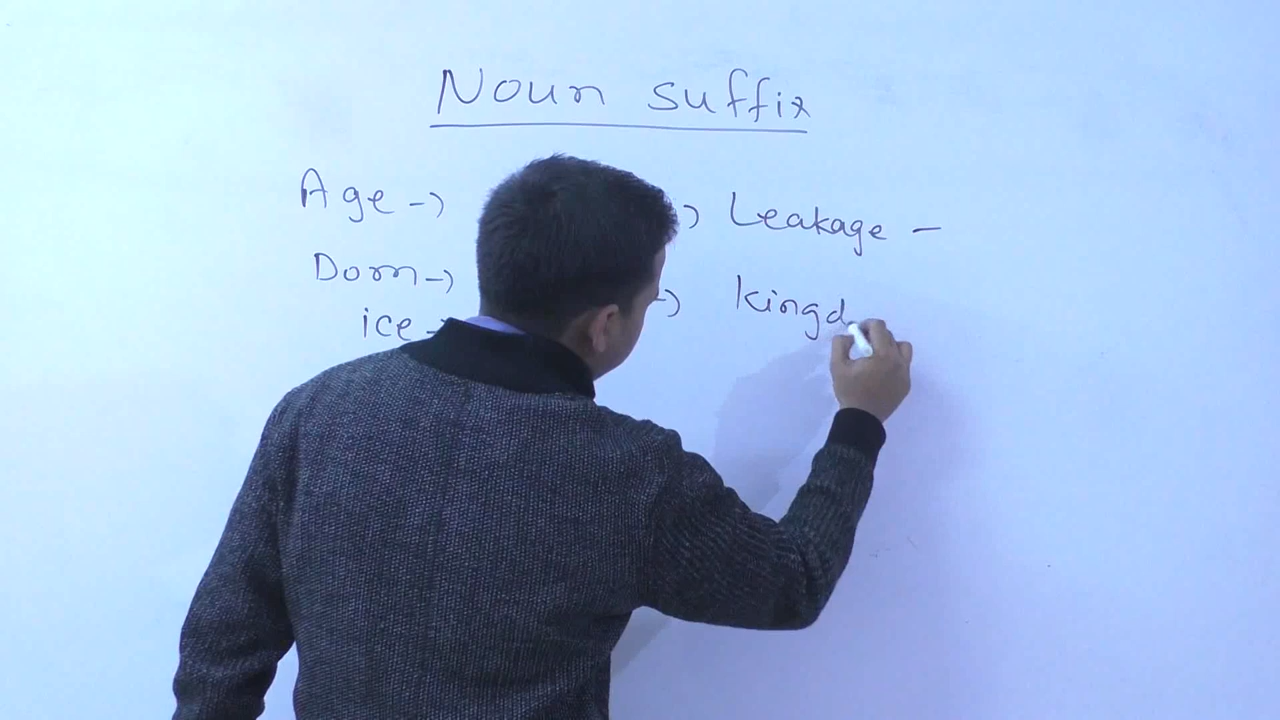 Noun suffix
Age -> -> Leakage -
Dom -> -> kingd
ice -